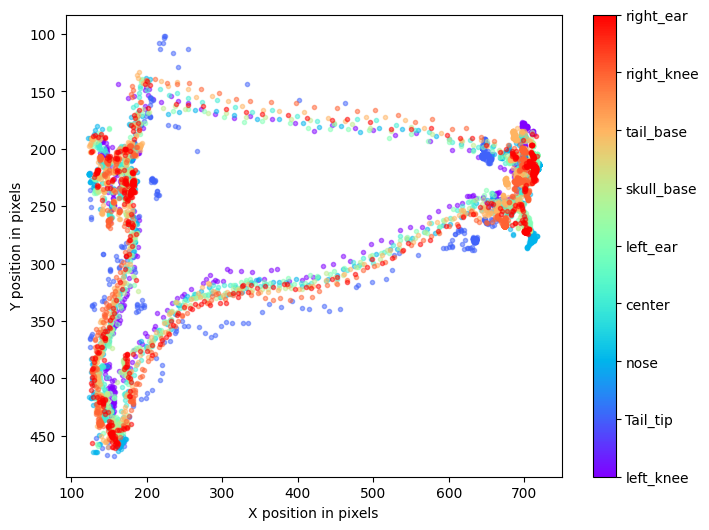 100
150
200
250
300
350
400
450
Y position in pixels
100
200
300
400
500
600
700
X position in pixels
right_ear
right_knee
tail_base
skull_base
left_ear
center
nose
Tail_tip
left_knee